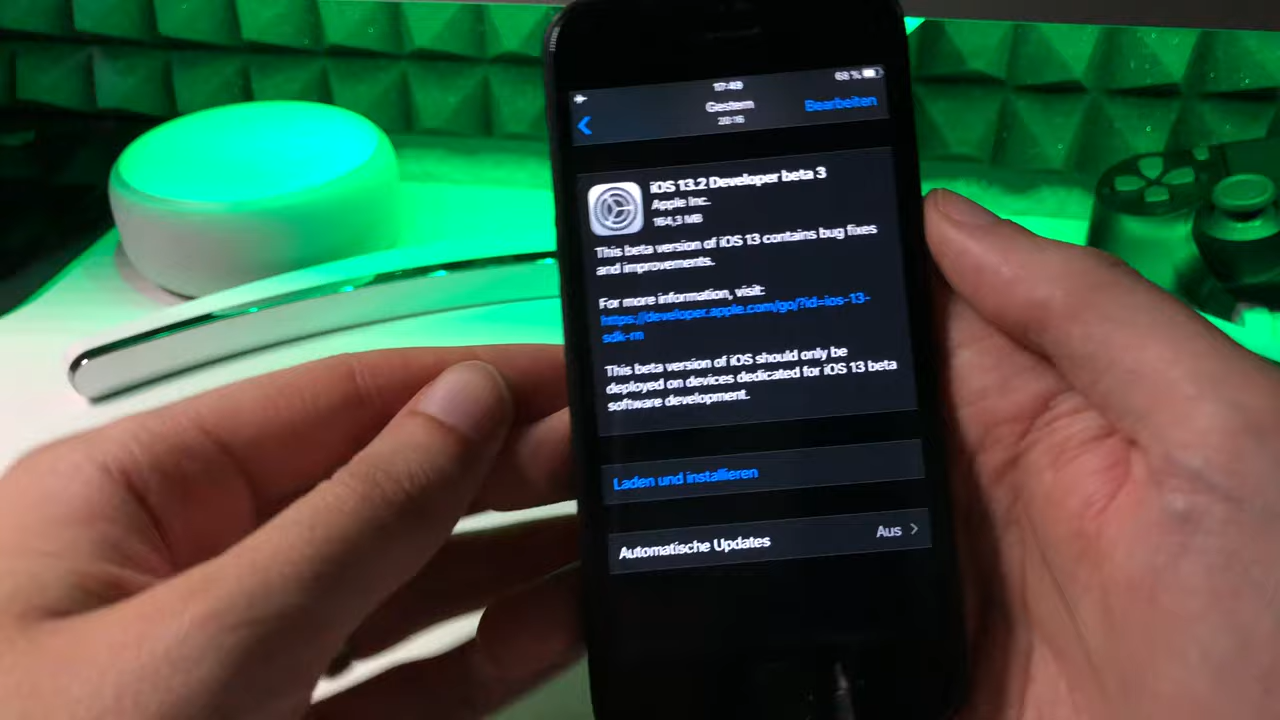 17:49
68 %
Gestern
20:16
Bearbeiten
iOS 13.2 Developer beta 3
Apple Inc.
164,3 MB
This beta version of iOS 13 contains bug fixes
and improvements.
For more information, visit:
https://developer.apple.com/go/?id=ios-13-
sdk-rn
This beta version of iOS should only be
deployed on devices dedicated for iOS 13 beta
software development.
Laden und installieren
Automatische Updates
Aus